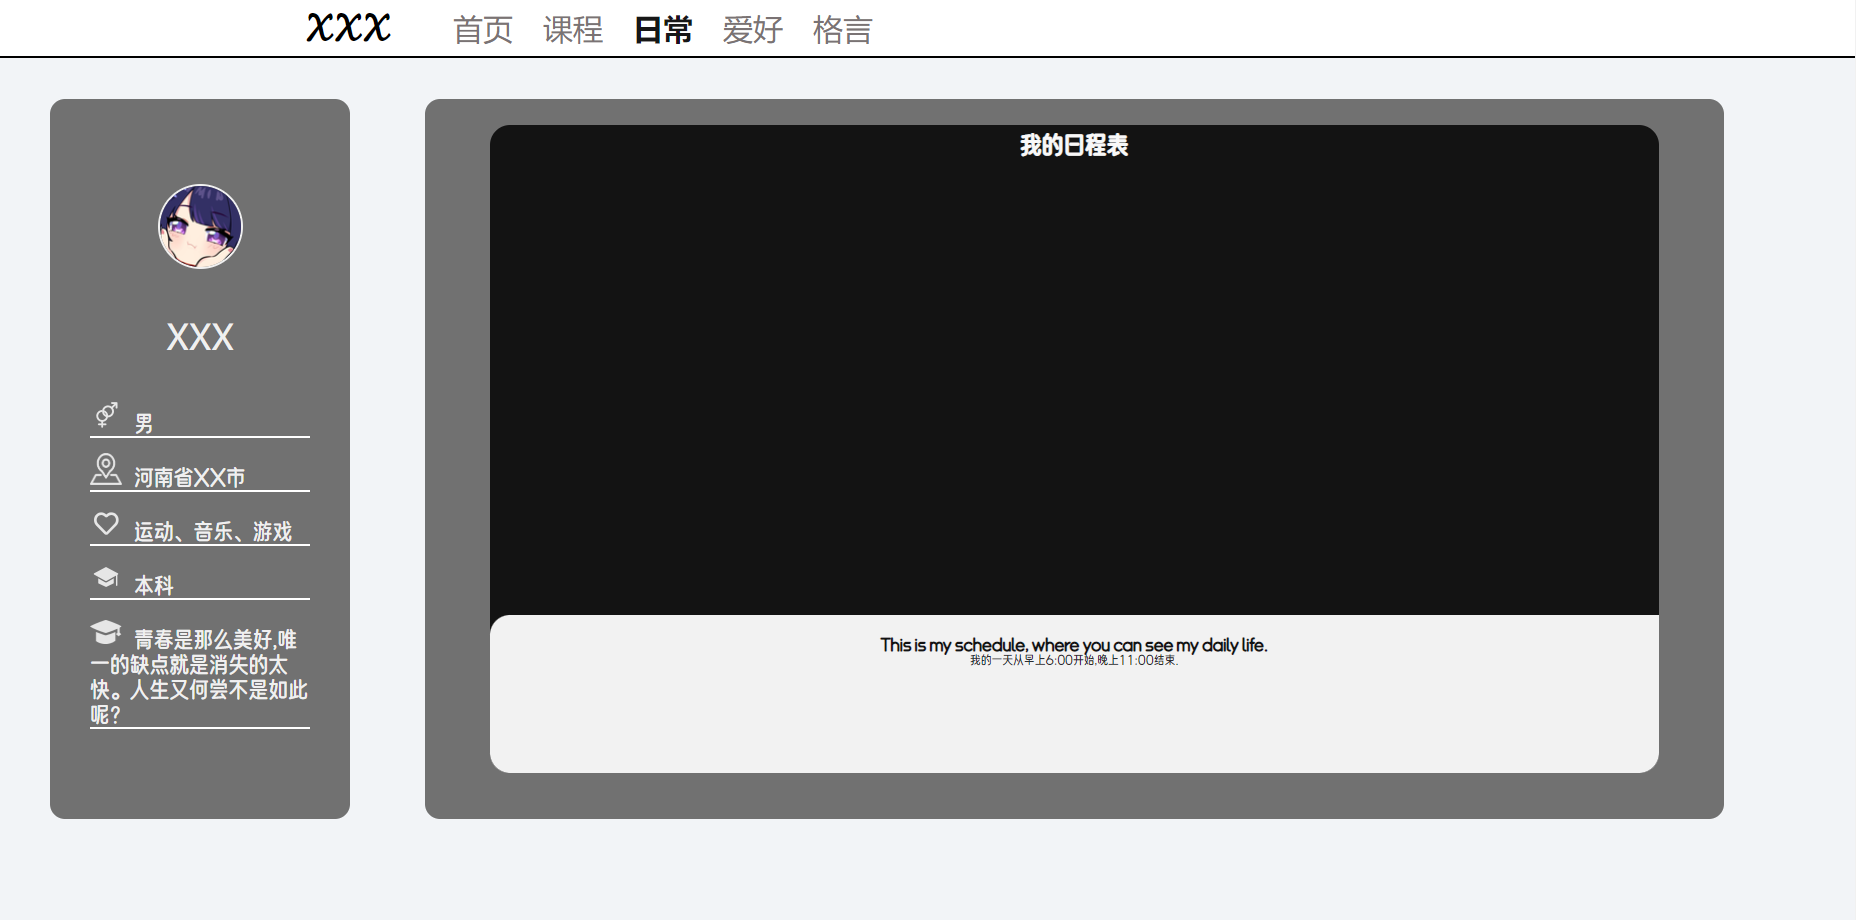 XXX 首页 课程 日常 爱好 格言
XXX
男
河南省XX市
运动、音乐、游戏
本科
青春是那么美好,唯
一的缺点就是消失的太
快。人生又何尝不是如此
呢?
我的日程表
This is my schedule, where you can see my daily life.
我的一天从早上6:00开始,晚上11:00结束.